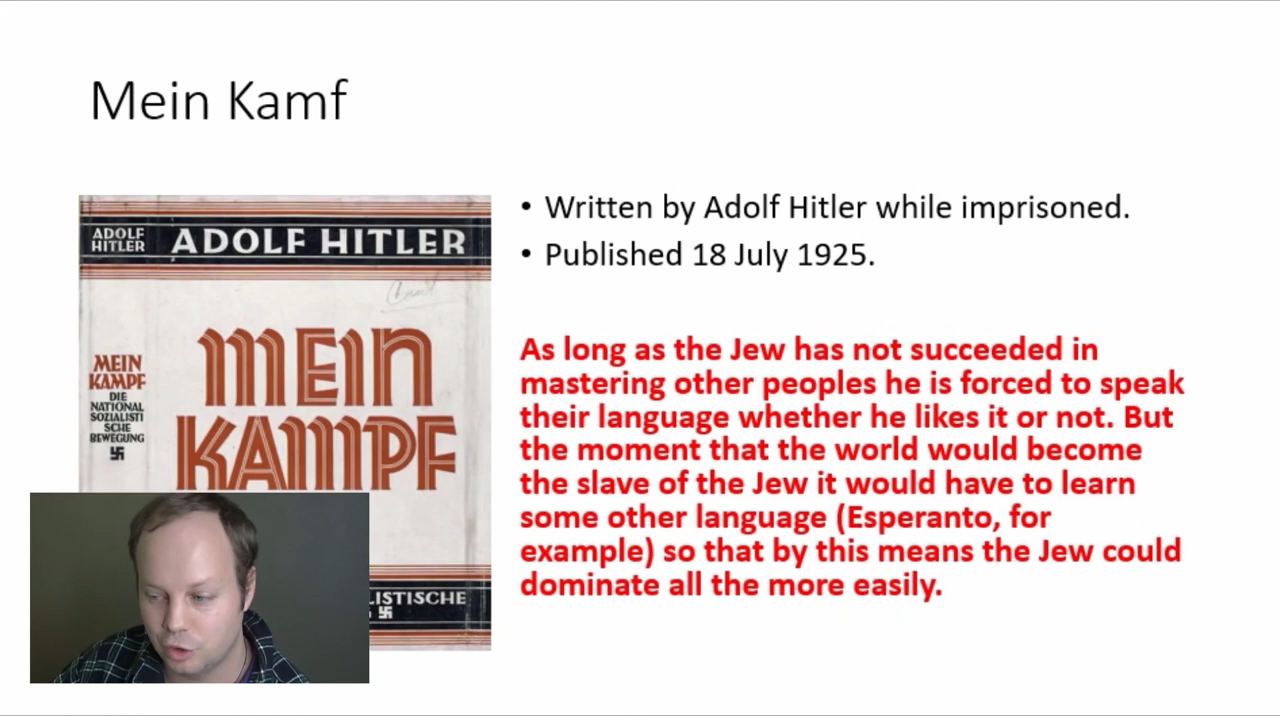 Mein Kamf
• Written by Adolf Hitler while imprisoned.
• Published 18 July 1925.
As long as the Jew has not succeeded in
mastering other peoples he is forced to speak
their language whether he likes it or not. But
the moment that the world would become
the slave of the Jew it would have to learn
some other language (Esperanto, for
example) so that by this means the Jew could
dominate all the more easily.
ADOLF
HITLER
ADOLF HITLER
MEIN
KAMPF
DIE
NATIONAL
SOZIALISTI
SCHE
BEWEGUNG
MEIN
KAMPF
LISTISCHE